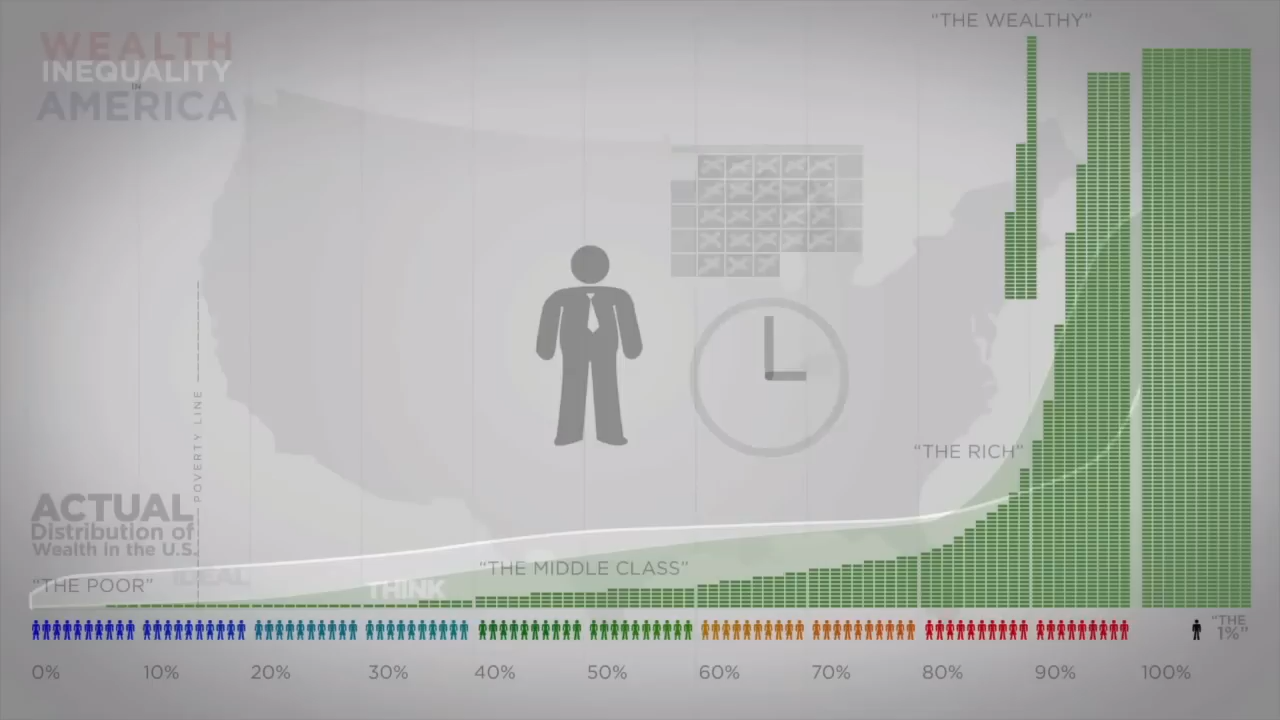 "THE WEALTHY"
WEALTH
INEQUALITY
IN
AMERICA
POVERTY LINE
"THE RICH"
ACTUAL
Distribution of
Wealth in the U.S.
IDEAL
"THE POOR"
THINK
"THE MIDDLE CLASS"
"THE
1%"
0% 10% 20% 30% 40% 50% 60% 70% 80% 90% 100%